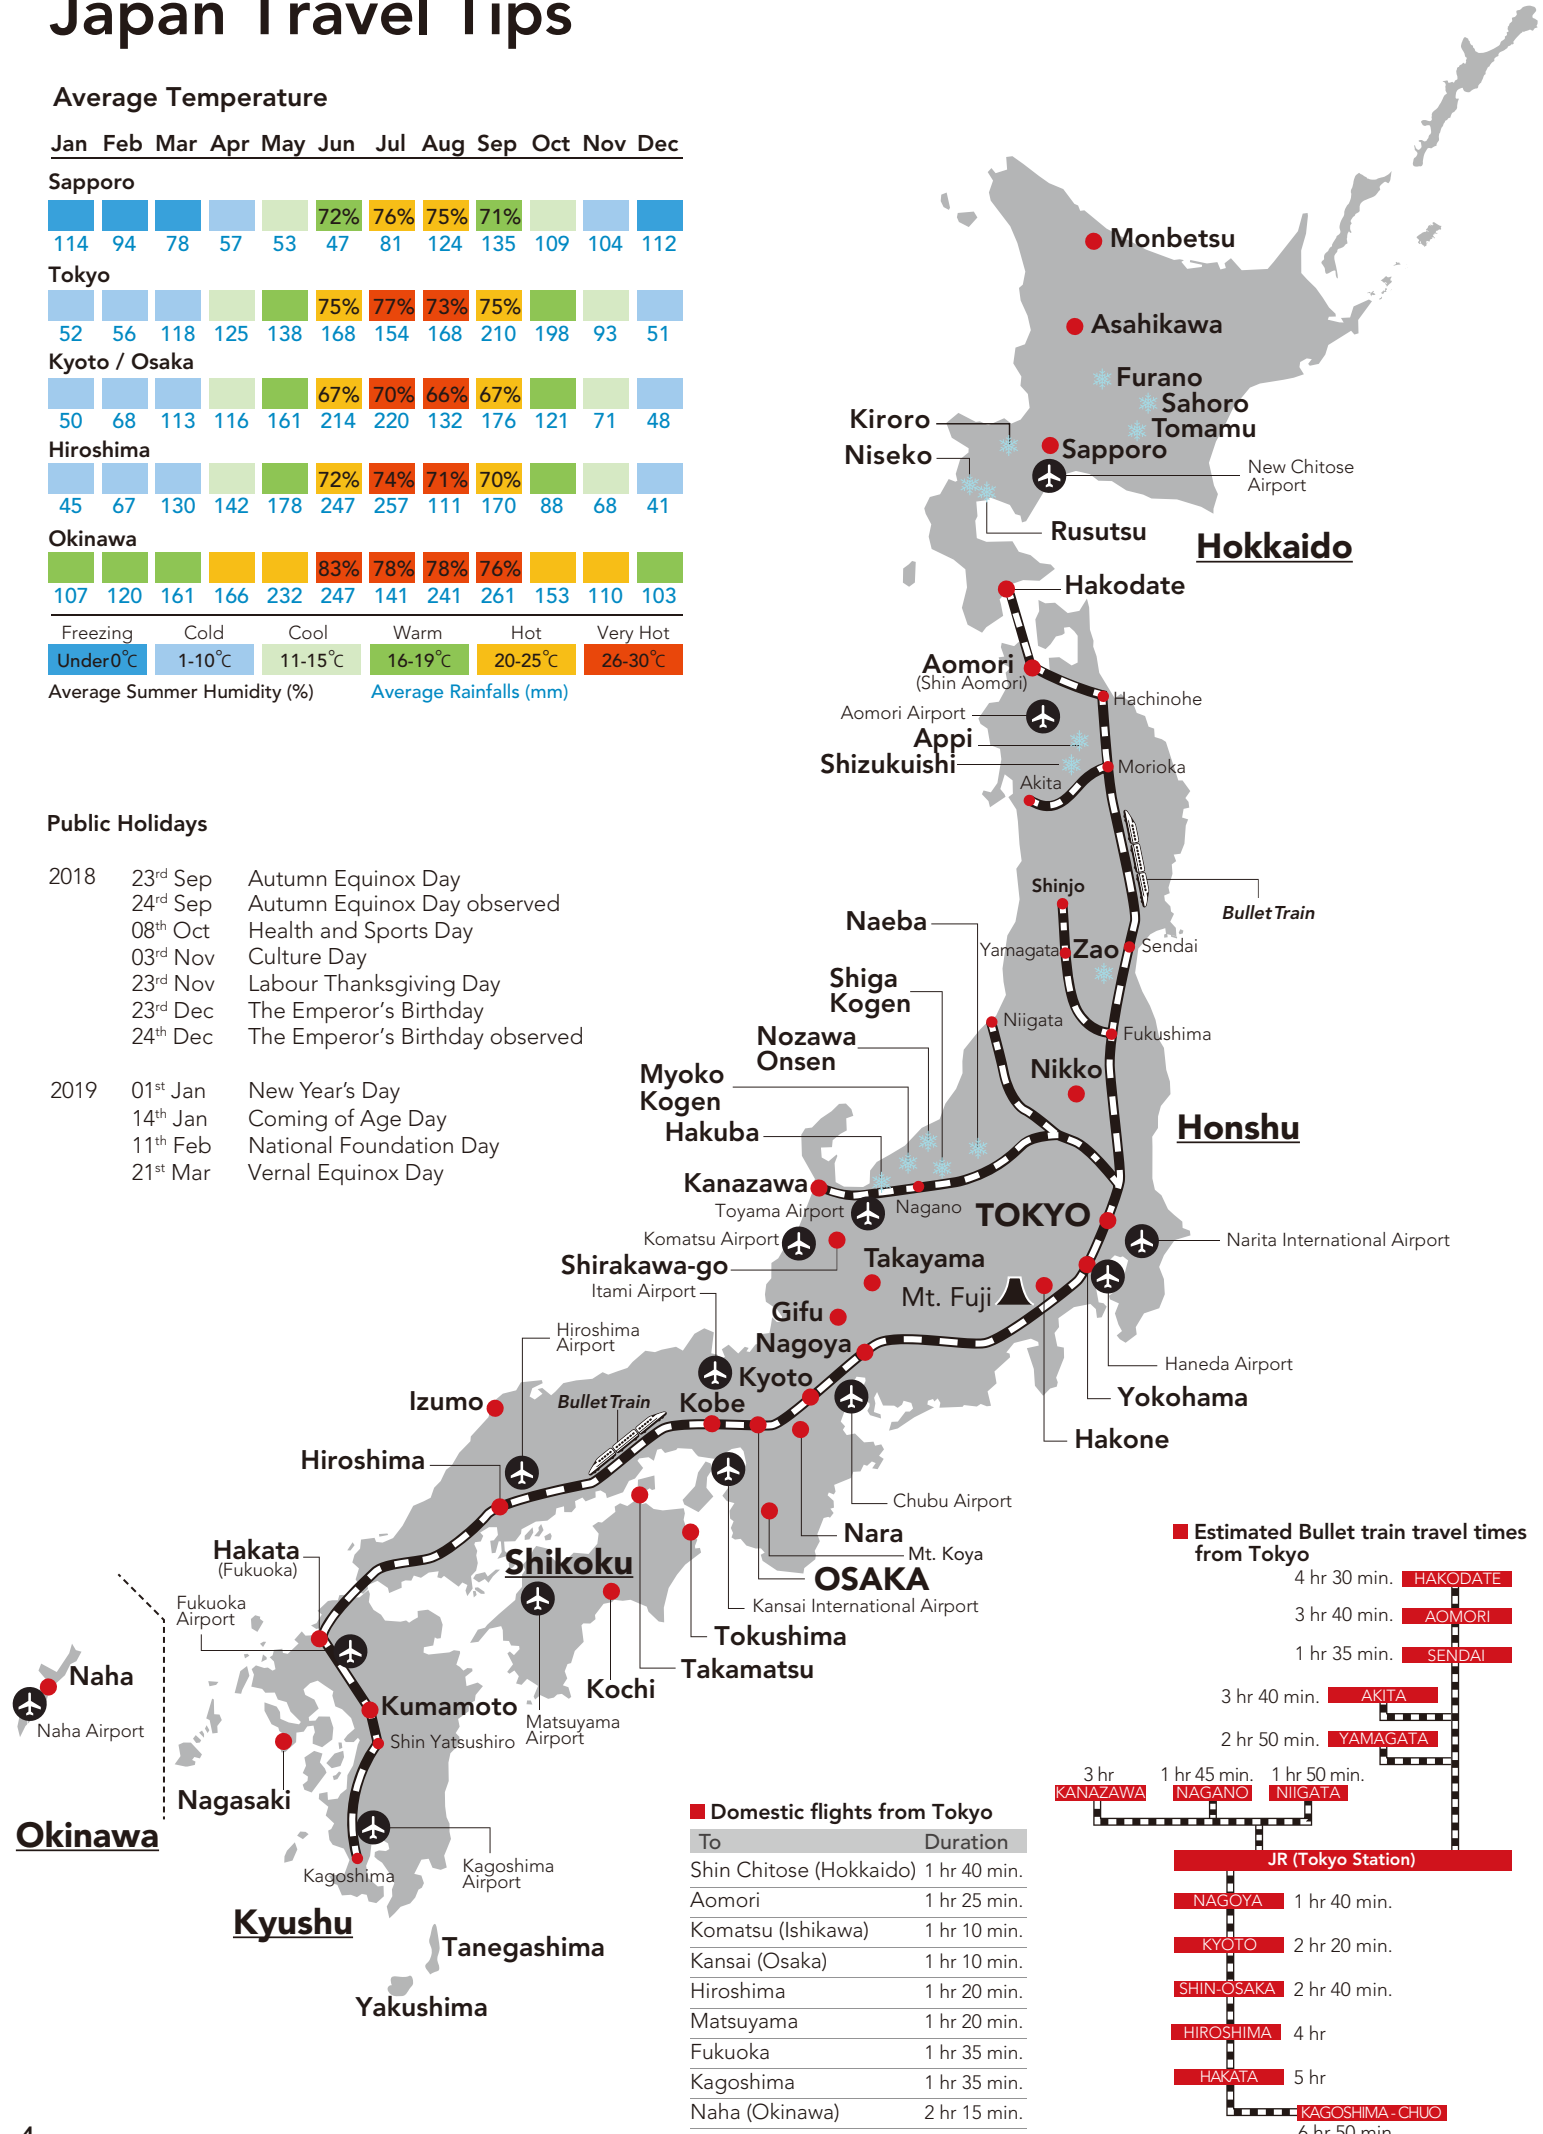 Japan Travel Tips
Average Temperature
Jan Feb Mar Apr May Jun Jul Aug Sep Oct Nov Dec
Sapporo
72% 76% 75% 71%
114 94 78 57 53 47 81 124 135 109 104 112
Tokyo
75% 77% 73% 75%
52 56 118 125 138 168 154 168 210 198 93 51
Kyoto / Osaka
67% 70% 66% 67%
50 68 113 116 161 214 220 132 176 121 71 48
Hiroshima
72% 74% 71% 70%
45 67 130 142 178 247 257 111 170 88 68 41
Okinawa
83% 78% 78% 76%
107 120 161 166 232 247 141 241 261 153 110 103
Freezing Cold Cool Warm Hot Very Hot
Under0°C 1-10°C 11-15°C 16-19°C 20-25°C 26-30°C
Average Summer Humidity (%) Average Rainfalls (mm)
Public Holidays
2018 23rd Sep Autumn Equinox Day
24rd Sep Autumn Equinox Day observed
08th Oct Health and Sports Day
03rd Nov Culture Day
23rd Nov Labour Thanksgiving Day
23rd Dec The Emperor's Birthday
24th Dec The Emperor's Birthday observed
2019 01st Jan New Year's Day
14th Jan Coming of Age Day
11th Feb National Foundation Day
21st Mar Vernal Equinox Day
Monbetsu
Asahikawa
Furano
Sahoro
Tomamu
Kiroro
Niseko
Sapporo
New Chitose
Airport
Rusutsu
Hokkaido
Hakodate
Aomori
(Shin Aomori)
Hachinohe
Aomori Airport
Appi
Shizukuishi
Morioka
Akita
Shinjo
Bullet Train
Naeba
Yamagata
Zao
Sendai
Shiga
Kogen
Niigata
Fukushima
Nozawa
Onsen
Nikko
Myoko
Kogen
Honshu
Hakuba
Kanazawa
Toyama Airport
Nagano
TOKYO
Komatsu Airport
Narita International Airport
Shirakawa-go
Takayama
Itami Airport
Mt. Fuji
Gifu
Hiroshima
Airport
Nagoya
Haneda Airport
Kyoto
Yokohama
Izumo
Bullet Train
Kobe
Hakone
Hiroshima
Chubu Airport
Nara
Mt. Koya
Hakata
(Fukuoka)
Shikoku
OSAKA
Kansai International Airport
Fukuoka
Airport
Tokushima
Takamatsu
Naha
Kochi
Naha Airport
Kumamoto
Matsuyama
Airport
Shin Yatsushiro
Nagasaki
Okinawa
Kagoshima
Kagoshima
Airport
Kyushu
Tanegashima
Yakushima
Estimated Bullet train travel times
from Tokyo
4 hr 30 min. HAKODATE
3 hr 40 min. AOMORI
1 hr 35 min. SENDAI
3 hr 40 min. AKITA
2 hr 50 min. YAMAGATA
3 hr 1 hr 45 min. 1 hr 50 min.
KANAZAWA NAGANO NIIGATA
JR (Tokyo Station)
NAGOYA 1 hr 40 min.
KYOTO 2 hr 20 min.
SHIN-OSAKA 2 hr 40 min.
HIROSHIMA 4 hr
HAKATA 5 hr
KAGOSHIMA - CHUO
6 hr 50 min.
Domestic flights from Tokyo
To Duration
Shin Chitose (Hokkaido) 1 hr 40 min.
Aomori 1 hr 25 min.
Komatsu (Ishikawa) 1 hr 10 min.
Kansai (Osaka) 1 hr 10 min.
Hiroshima 1 hr 20 min.
Matsuyama 1 hr 20 min.
Fukuoka 1 hr 35 min.
Kagoshima 1 hr 35 min.
Naha (Okinawa) 2 hr 15 min.
4